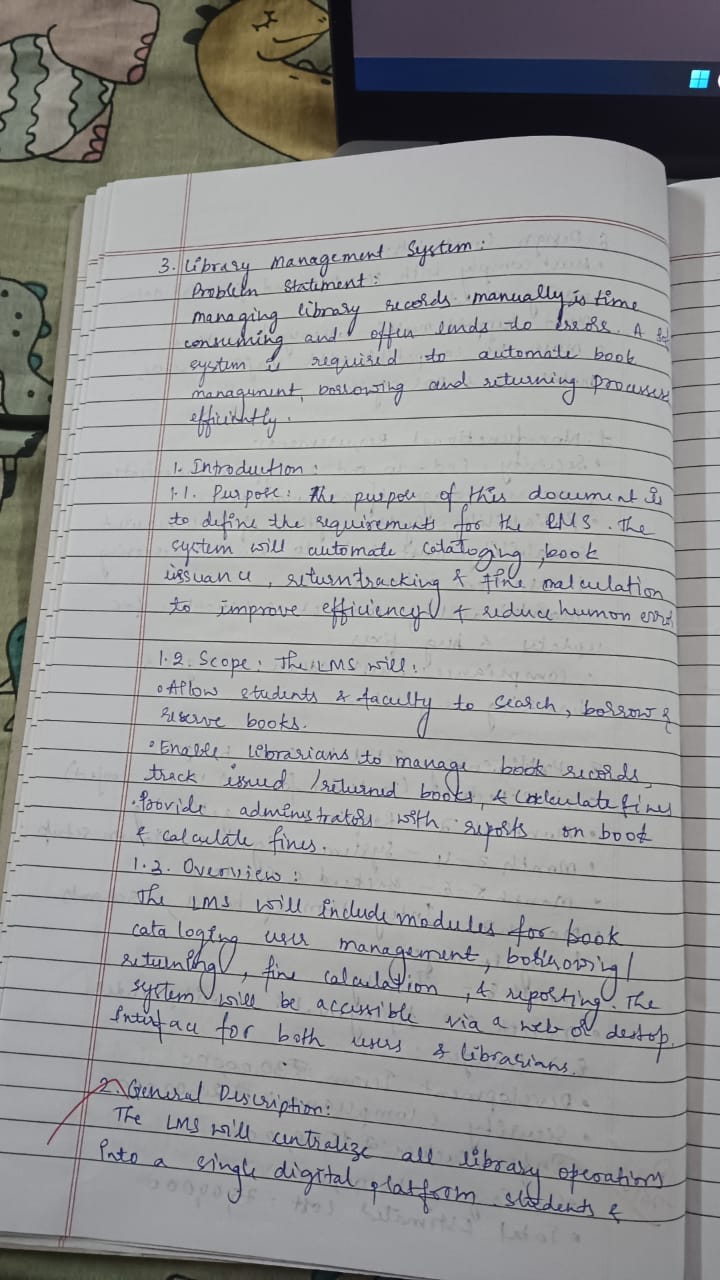 3. Library Management System:
Problem Statement:
managing library records manually is time
consuming and often leads to errors. A
system is required to automate book
management, borrowing and returning processes
efficiently.
1. Introduction:
1.1. Purpose: The purpose of this document is
to define the requirements for the LMS. The
system will automate cataloging, book
issuance, return tracking & fine calculation
to improve efficiency & reduce human error
1.2. Scope: The LMS will:
• Allow students & faculty to search, borrow &
reserve books.
• Enable: librarians to manage book records,
track issued / returned books, & calculate fines
• Provide administrators with reports on book
& calculate fines.
1.3. Overview:
The LMS will include modules for book
cataloging user management, borrowing/
returning, fine calculation, & reporting. The
system will be accessible via a web or destop
Interface for both users & librarians.
2. General Description:
The LMS will centralize all library operations
into a single digital platform. students &